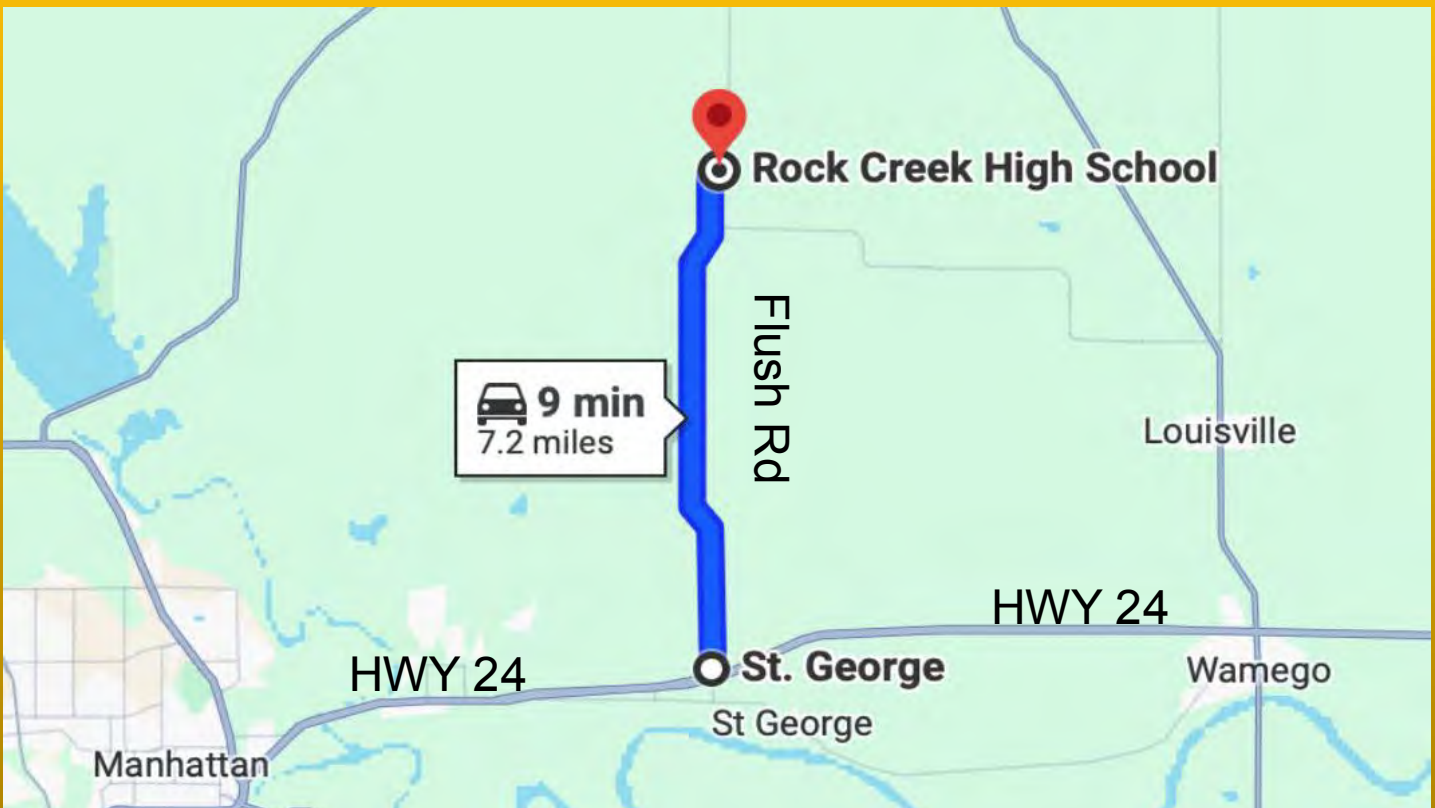 Rock Creek High School
Flush Rd
9 min
7.2 miles
Louisville
HWY 24
HWY 24
St. George
Wamego
St George
Manhattan